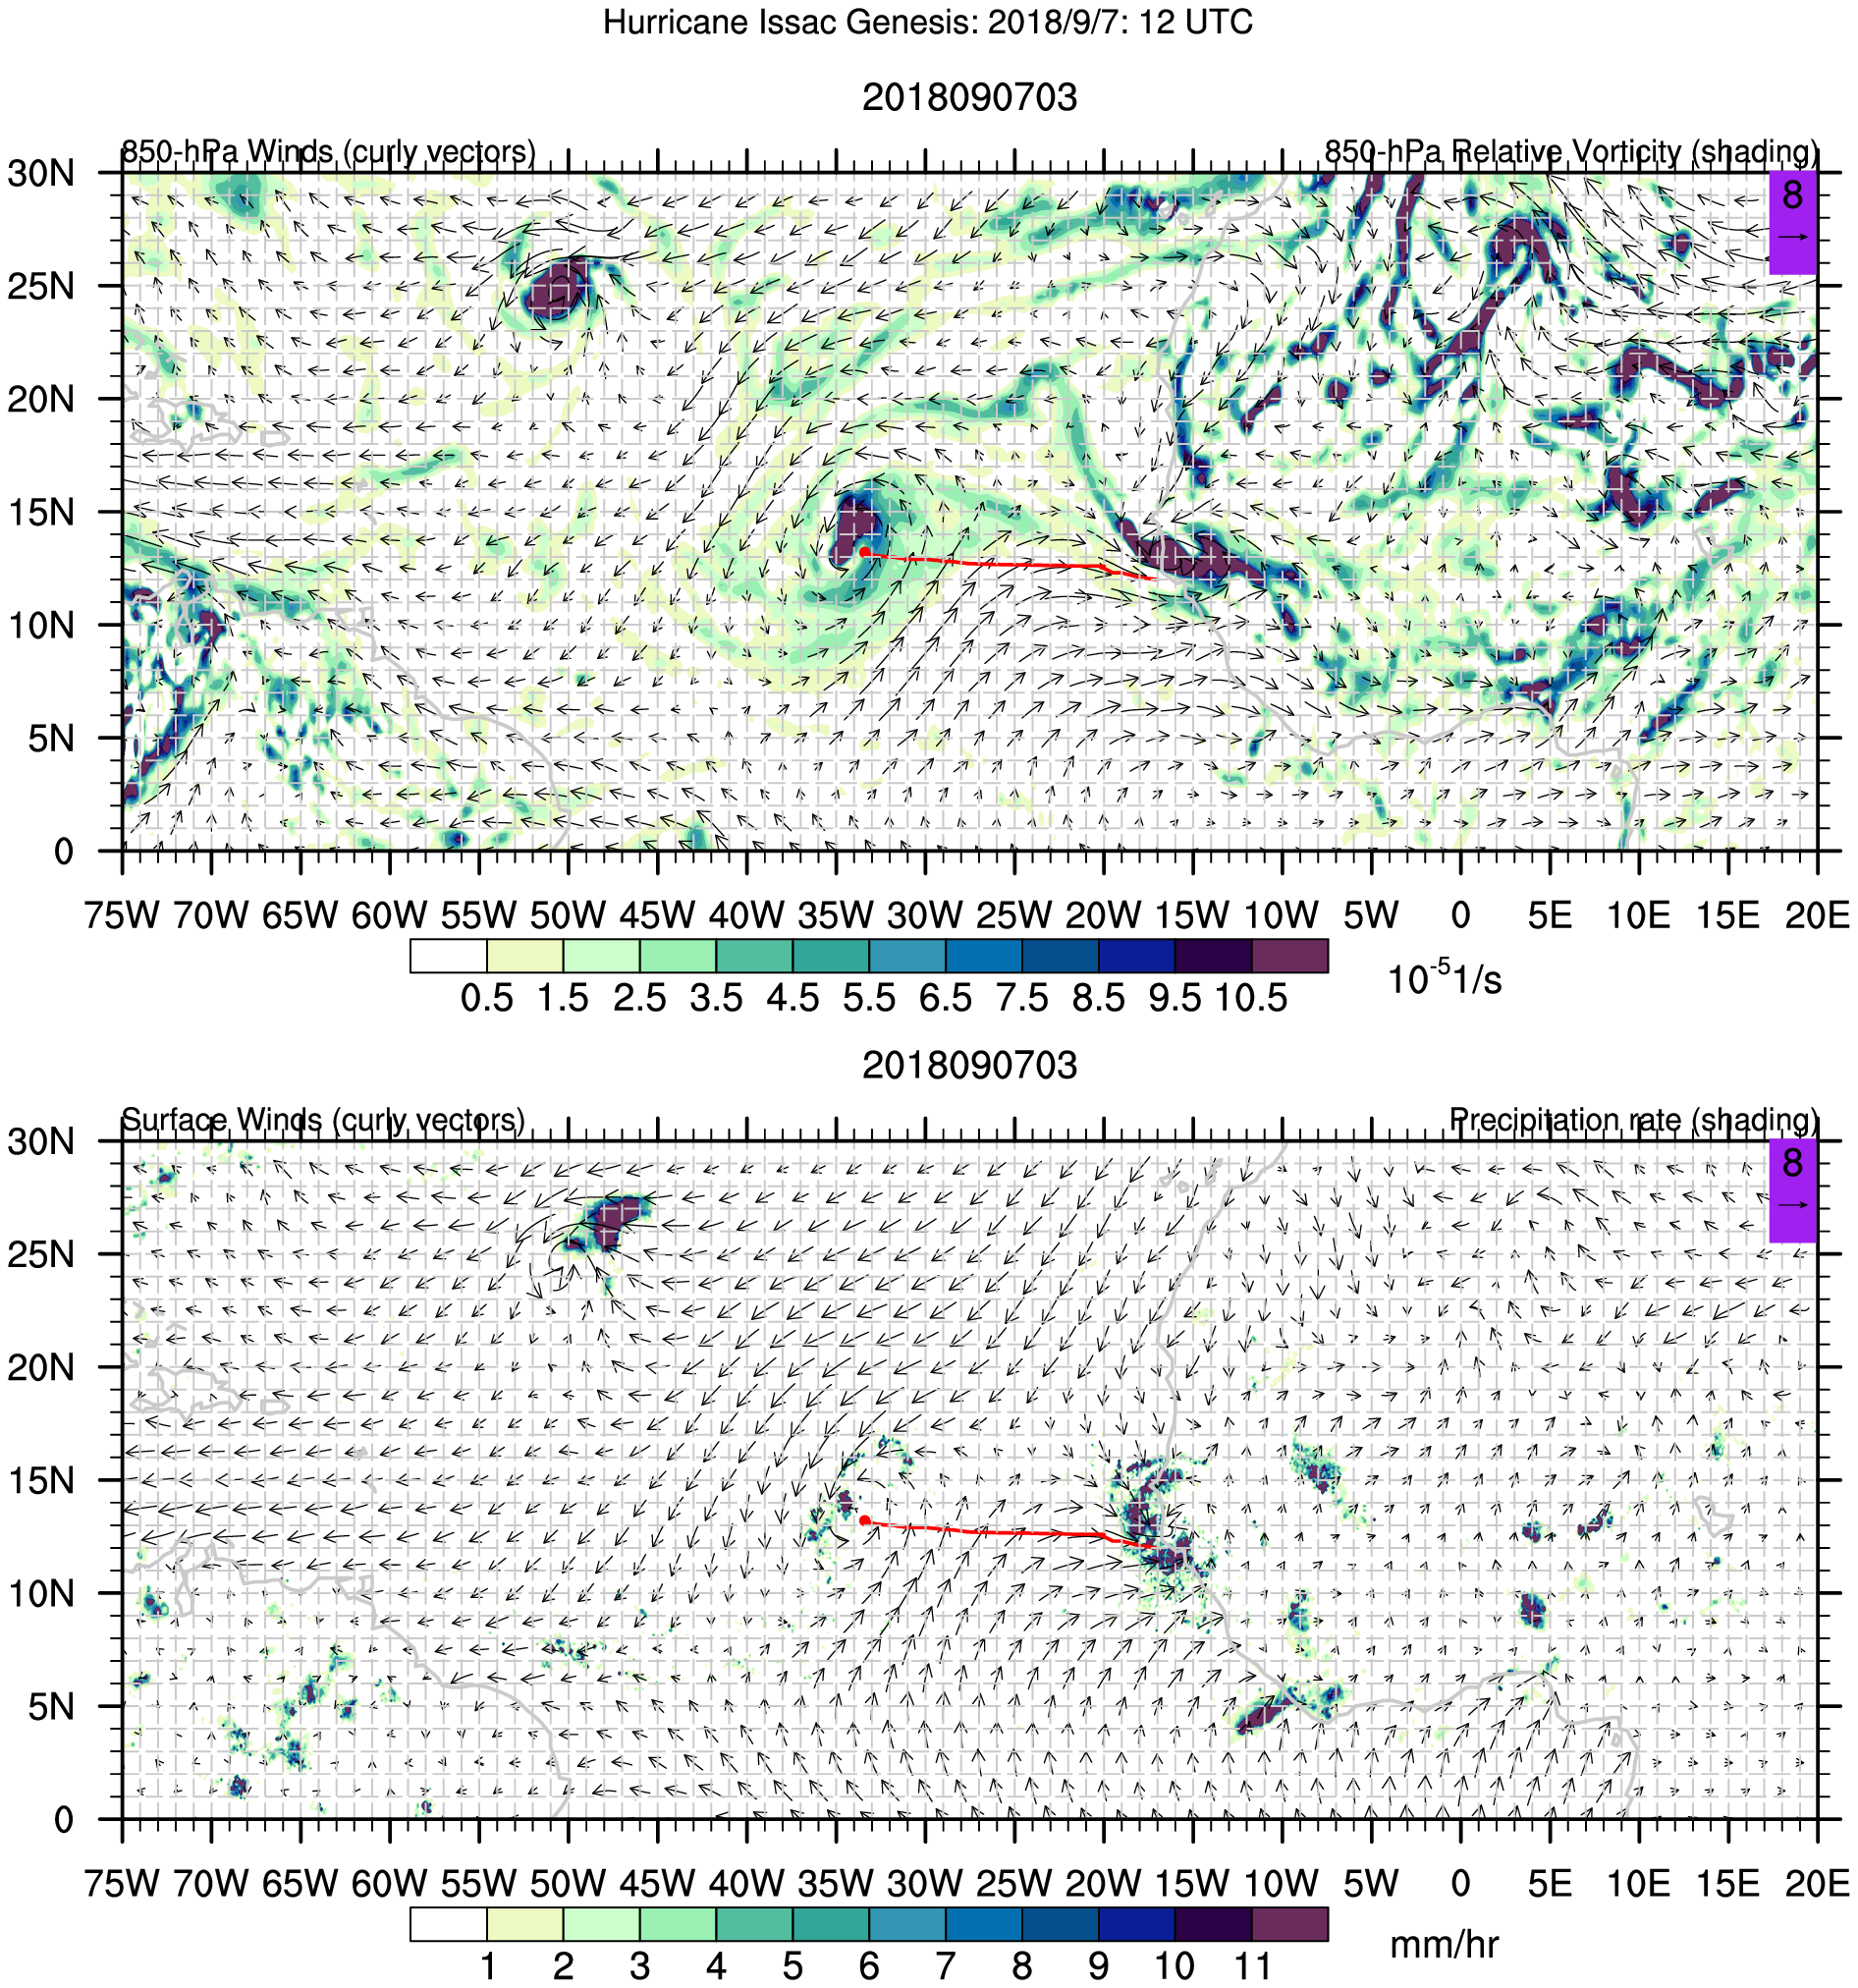 Hurricane Issac Genesis: 2018/9/7: 12 UTC
2018090703
850-hPa Winds (curly vectors) 850-hPa Relative Vorticity (shading)
30N
8
25N
20N
15N
10N
5N
0
75W 70W 65W 60W 55W 50W 45W 40W 35W 30W 25W 20W 15W 10W 5W 0 5E 10E 15E 20E
0.5 1.5 2.5 3.5 4.5 5.5 6.5 7.5 8.5 9.5 10.5
10-51/s
2018090703
Surface Winds (curly vectors) Precipitation rate (shading)
30N
8
25N
20N
15N
10N
5N
0
75W 70W 65W 60W 55W 50W 45W 40W 35W 30W 25W 20W 15W 10W 5W 0 5E 10E 15E 20E
1 2 3 4 5 6 7 8 9 10 11
mm/hr